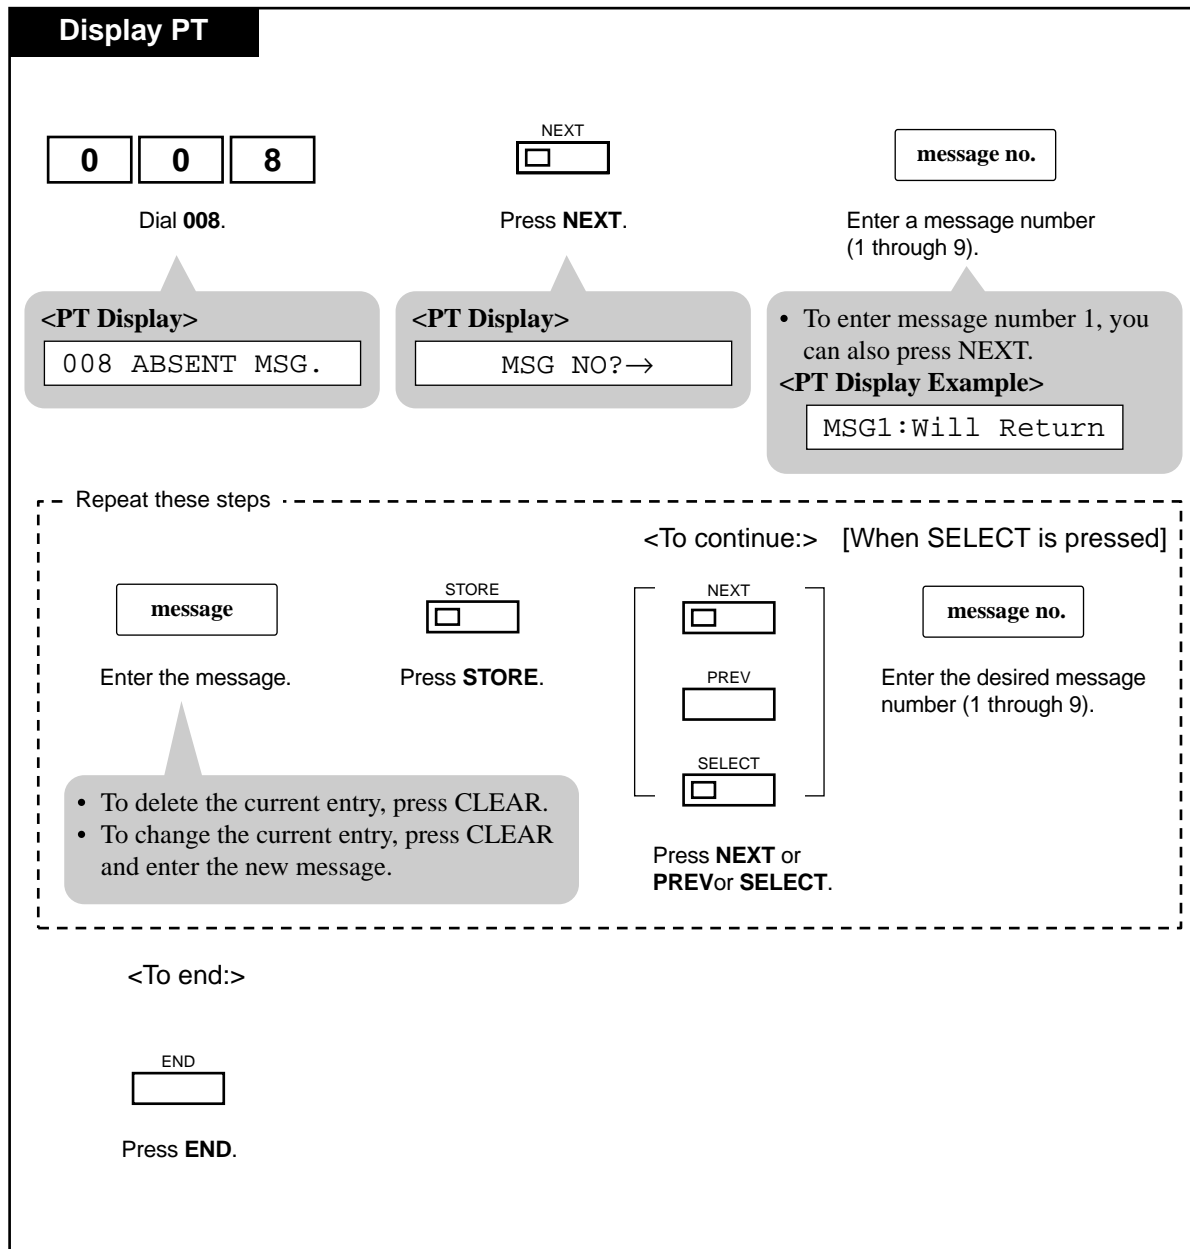 Display PT
0 0 8
Dial 008.
<PT Display>
008 ABSENT MSG.
NEXT
Press NEXT.
<PT Display>
MSG NO?→
message no.
Enter a message number
(1 through 9).
• To enter message number 1, you
can also press NEXT.
<PT Display Example>
MSG1:Will Return
Repeat these steps
message
Enter the message.
• To delete the current entry, press CLEAR.
• To change the current entry, press CLEAR
and enter the new message.
STORE
Press STORE.
<To continue:>
NEXT
PREV
SELECT
Press NEXT or
PREVor SELECT.
[When SELECT is pressed]
message no.
Enter the desired message
number (1 through 9).
<To end:>
END
Press END.